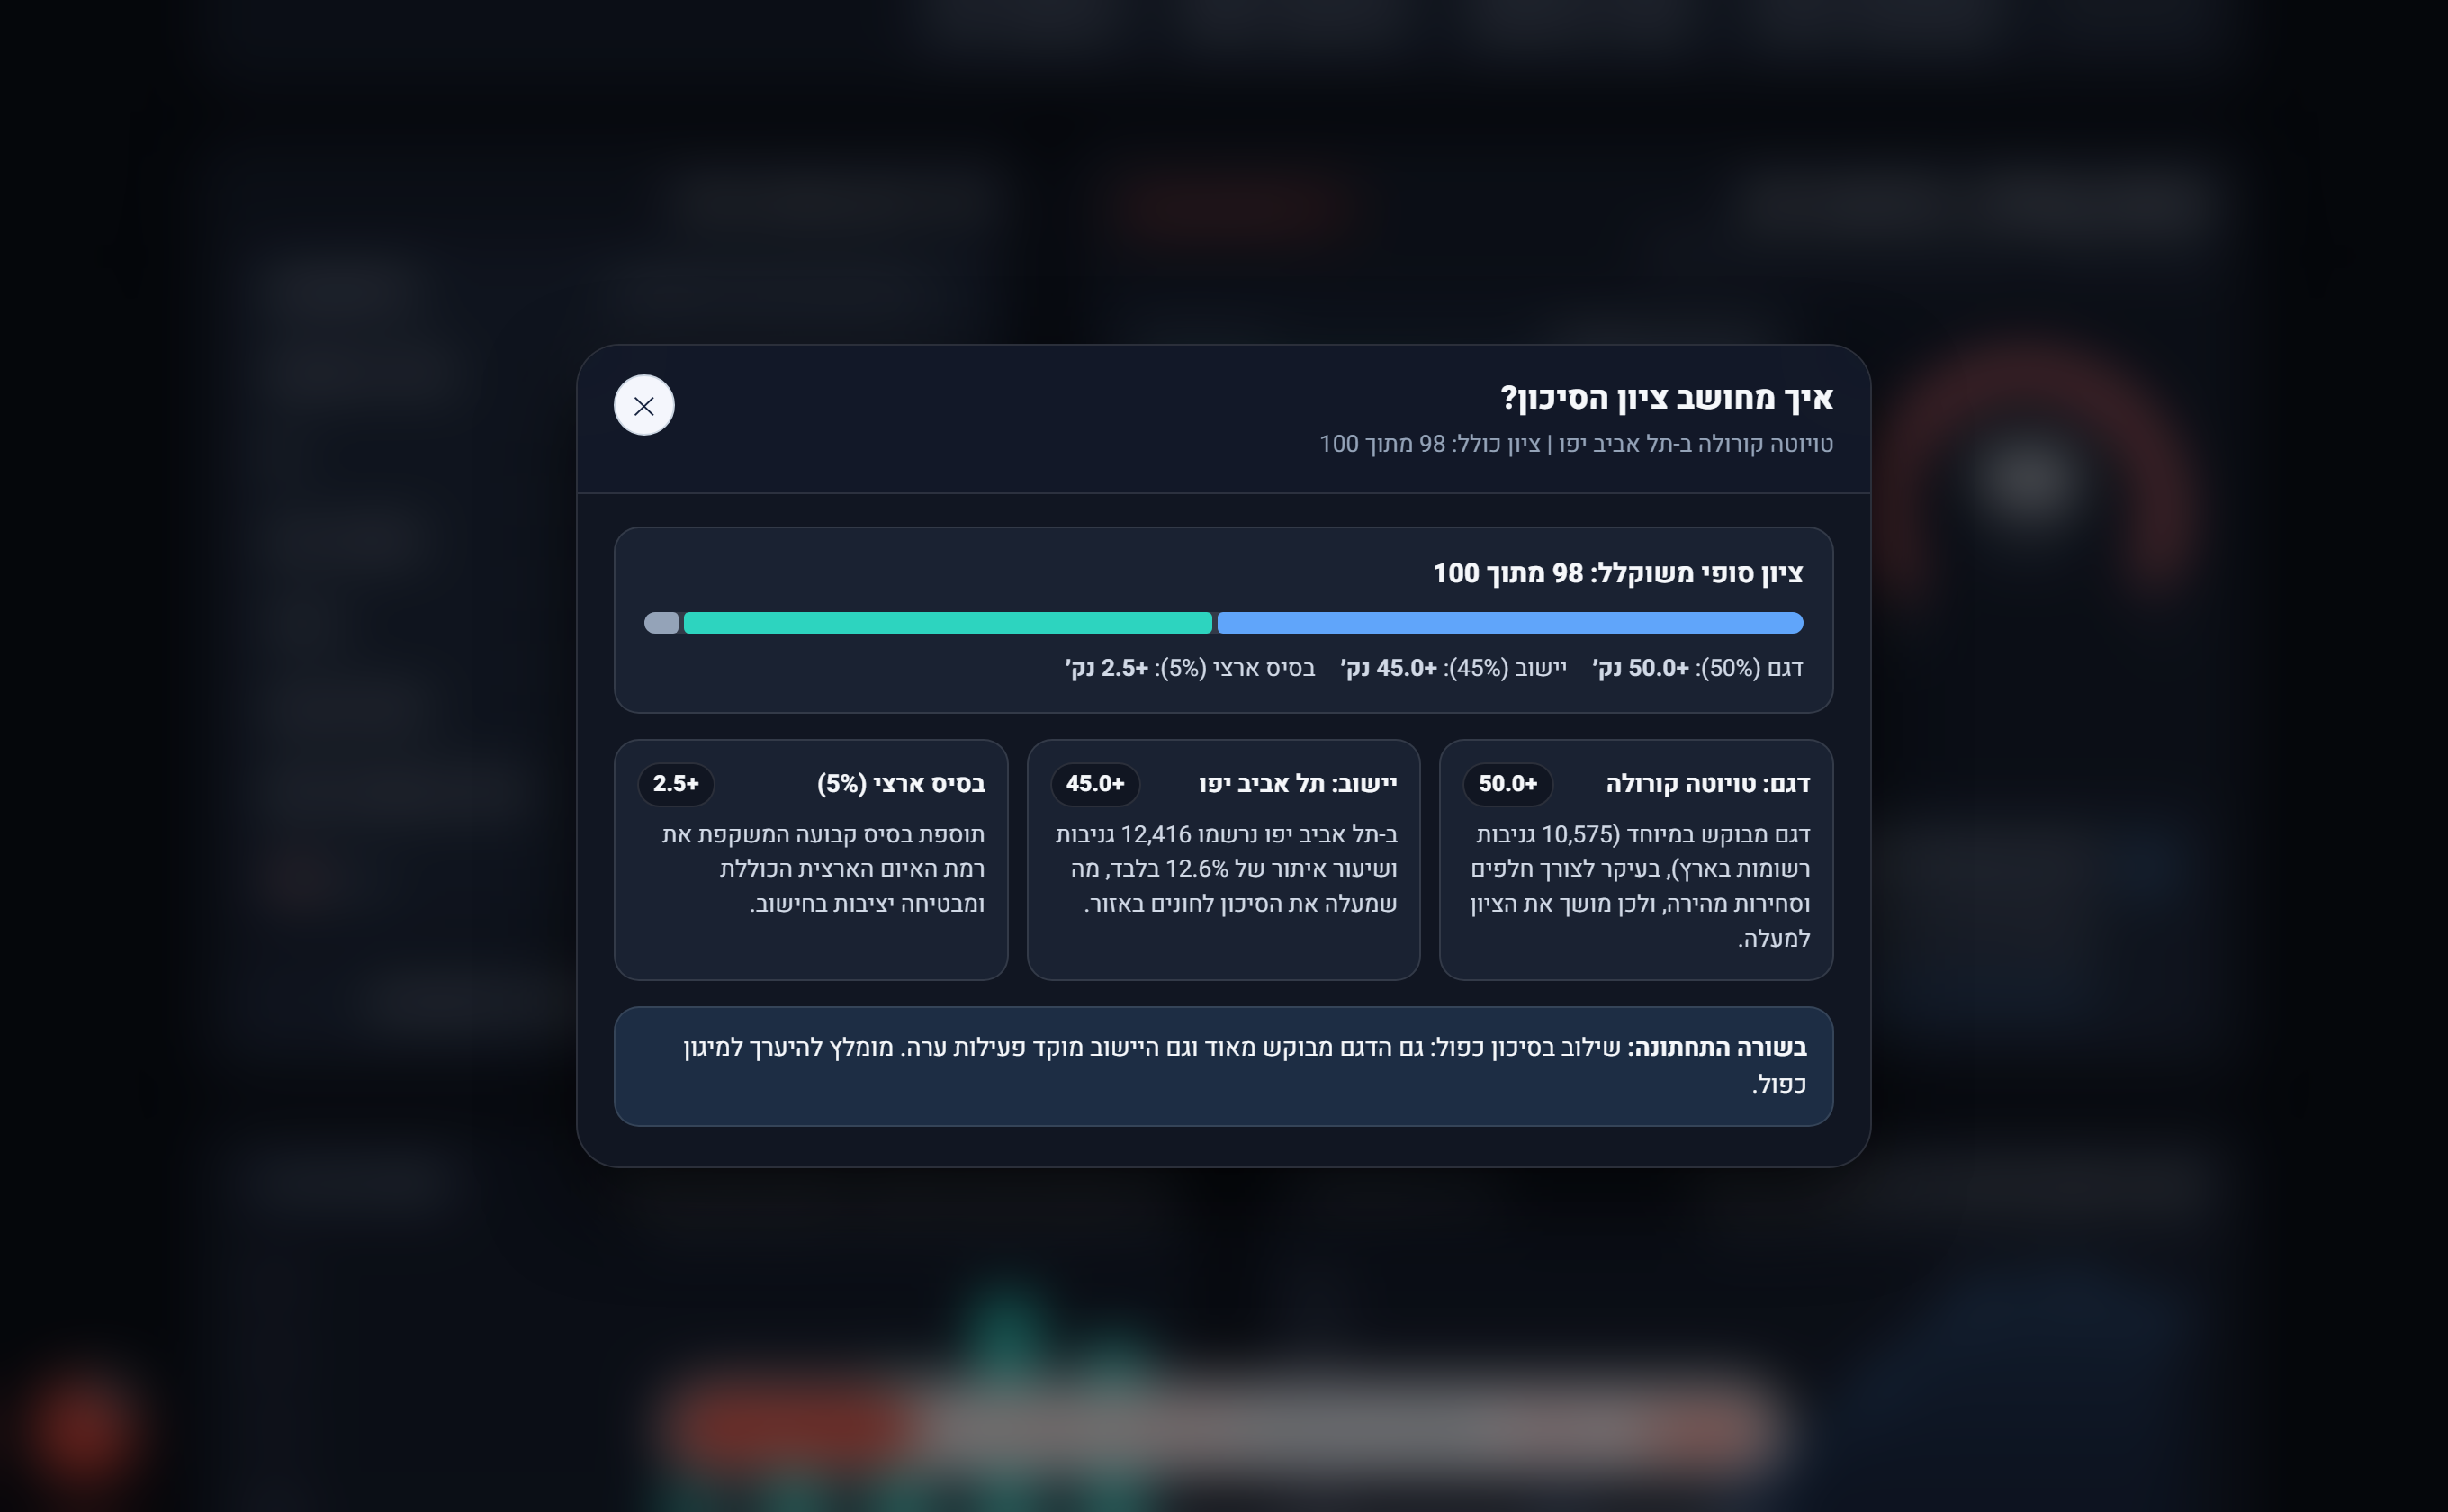 איך מחושב ציון הסיכון?
טויוטה קורולה ב-תל אביב יפו | ציון כולל: 98 מתוך 100
ציון סופי משוקלל: 98 מתוך 100
דגם (50%): +50.0 נק׳ יישוב (45%): +45.0 נק׳ בסיס ארצי (5%): +2.5 נק׳
דגם: טויוטה קורולה
+50.0
דגם מבוקש במיוחד (10,575 גניבות
רשומות בארץ), בעיקר לצורך חלפים
וסחירות מהירה, ולכן מושך את הציון
למעלה.
יישוב: תל אביב יפו
+45.0
ב-תל אביב יפו נרשמו 12,416 גניבות
ושיעור איתור של 12.6% בלבד, מה
שמעלה את הסיכון לחונים באזור.
בסיס ארצי (5%)
+2.5
תוספת בסיס קבועה המשקפת את
רמת האיום הארצית הכוללת
ומבטיחה יציבות בחישוב.
בשורה התחתונה: שילוב בסיכון כפול: גם הדגם מבוקש מאוד וגם היישוב מוקד פעילות ערה. מומלץ להיערך למיגון
כפול.